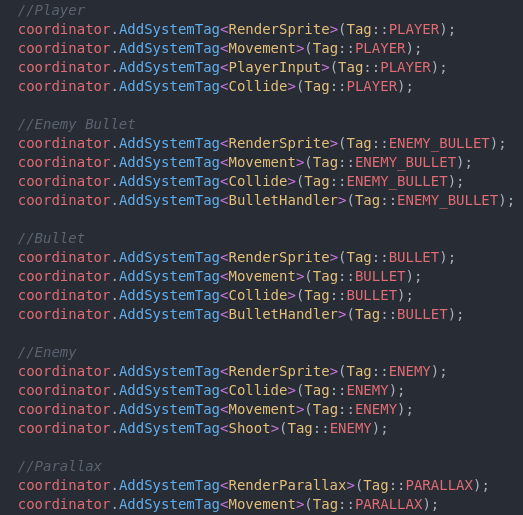 //Player
coordinator.AddSystemTag<RenderSprite>(Tag::PLAYER);
coordinator.AddSystemTag<Movement>(Tag::PLAYER);
coordinator.AddSystemTag<PlayerInput>(Tag::PLAYER);
coordinator.AddSystemTag<Collide>(Tag::PLAYER);

//Enemy Bullet
coordinator.AddSystemTag<RenderSprite>(Tag::ENEMY_BULLET);
coordinator.AddSystemTag<Movement>(Tag::ENEMY_BULLET);
coordinator.AddSystemTag<Collide>(Tag::ENEMY_BULLET);
coordinator.AddSystemTag<BulletHandler>(Tag::ENEMY_BULLET);

//Bullet
coordinator.AddSystemTag<RenderSprite>(Tag::BULLET);
coordinator.AddSystemTag<Movement>(Tag::BULLET);
coordinator.AddSystemTag<Collide>(Tag::BULLET);
coordinator.AddSystemTag<BulletHandler>(Tag::BULLET);

//Enemy
coordinator.AddSystemTag<RenderSprite>(Tag::ENEMY);
coordinator.AddSystemTag<Collide>(Tag::ENEMY);
coordinator.AddSystemTag<Movement>(Tag::ENEMY);
coordinator.AddSystemTag<Shoot>(Tag::ENEMY);

//Parallax
coordinator.AddSystemTag<RenderParallax>(Tag::PARALLAX);
coordinator.AddSystemTag<Movement>(Tag::PARALLAX);